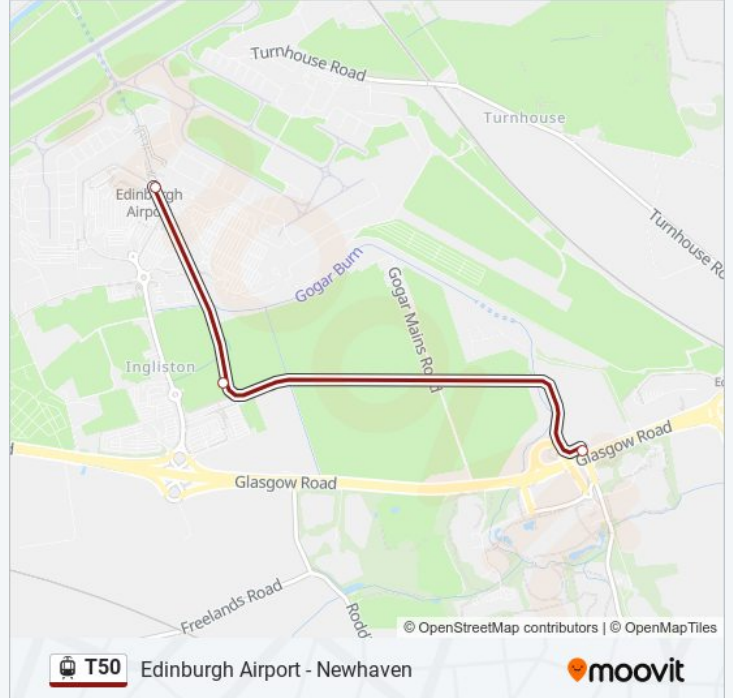 Turnhouse Road
Turnhouse
Edinburgh
Airport
Turnhouse Ro
Gogar Burn
Gogar Mains Road
Ingliston
Glasgow Road
Glasgow Road
Freelands Road
Rodd
© OpenStreetMap contributors | © OpenMapTiles
T50 Edinburgh Airport - Newhaven
moovit